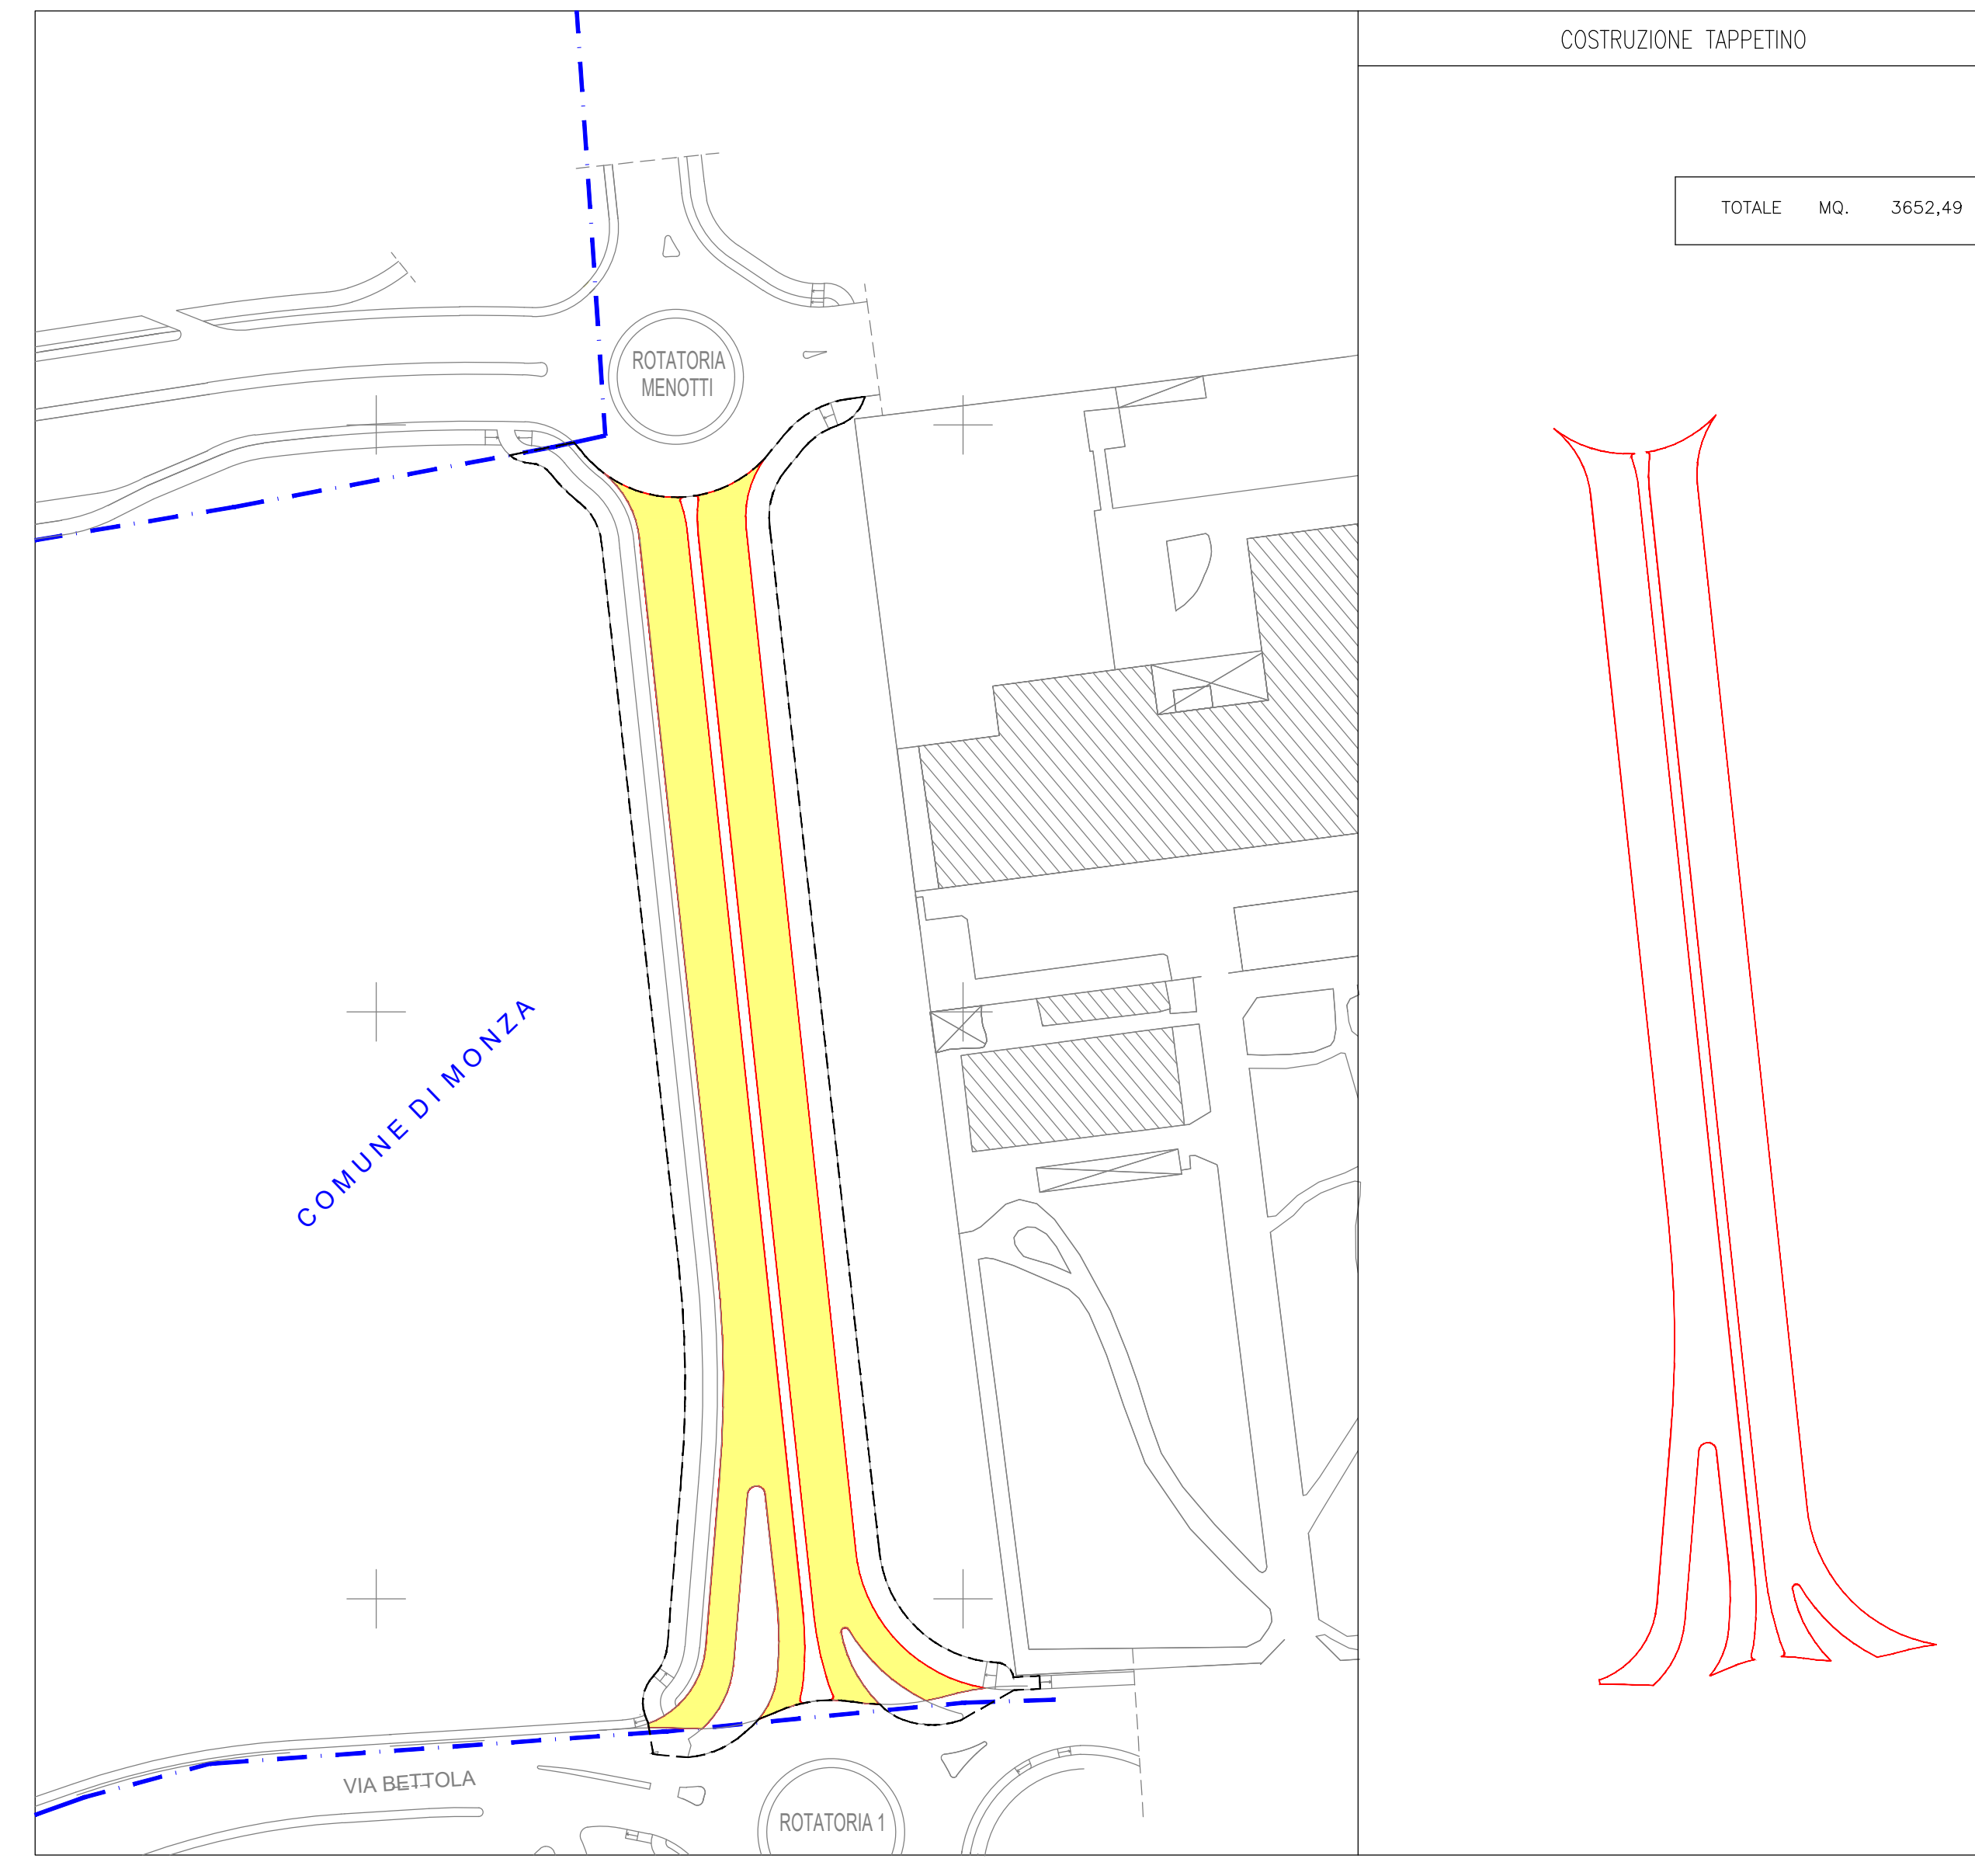 COSTRUZIONE TAPPETINO
TOTALE MQ. 3652,49
ROTATORIA
MENOTTI
COMUNE DI MONZA
VIA BETTOLA
ROTATORIA 1